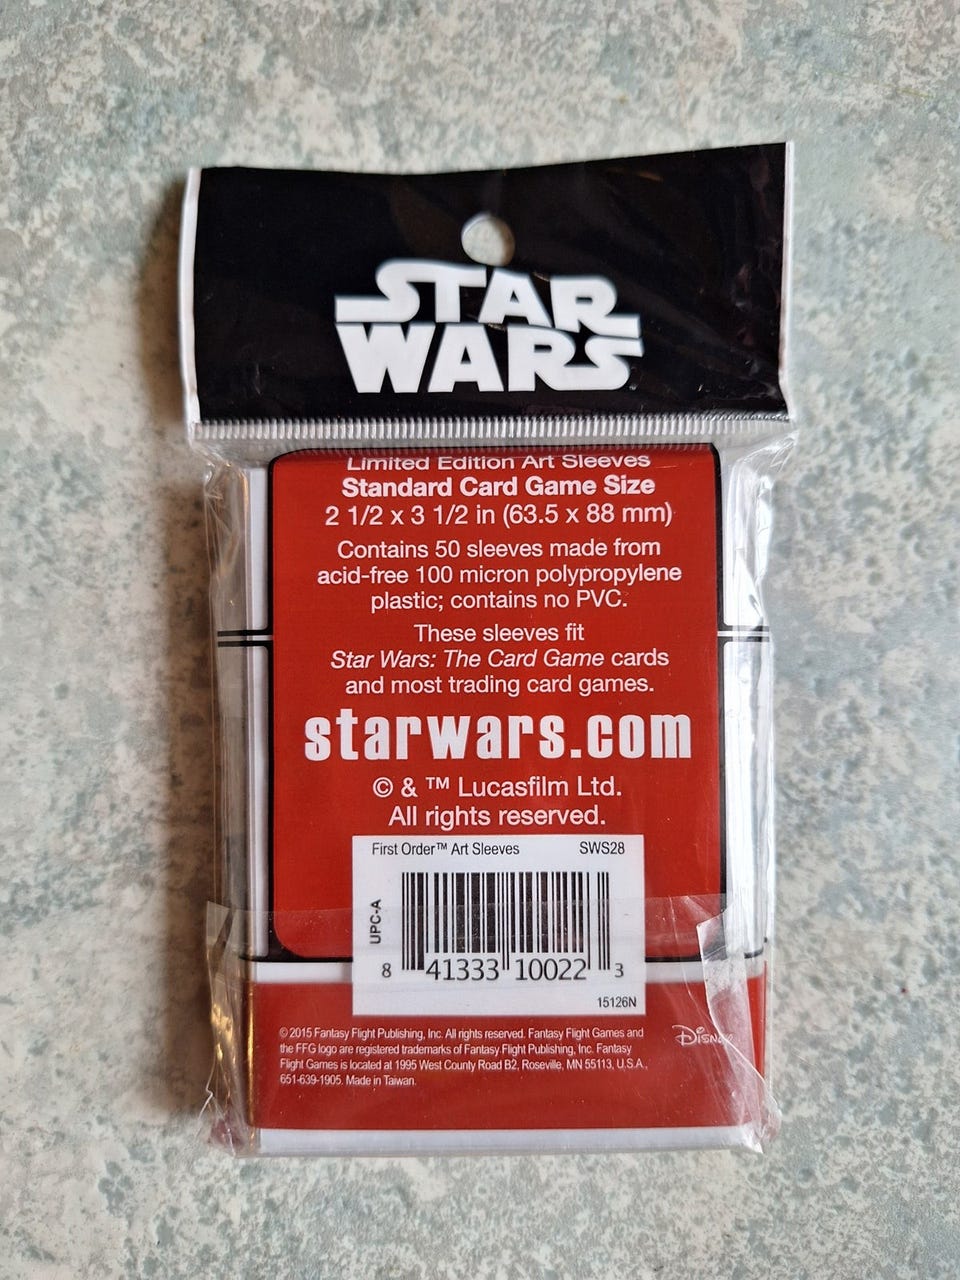 STAR
WARS
Limited Edition Art Sleeves
Standard Card Game Size
2 1/2 x 3 1/2 in (63.5 x 88 mm)
Contains 50 sleeves made from
acid-free 100 micron polypropylene
plastic; contains no PVC.
These sleeves fit
Star Wars: The Card Game cards
and most trading card games.
starwars.com
© & ™ Lucasfilm Ltd.
All rights reserved.
First Order™ Art Sleeves SWS28
UPC-A
8 41333 10022 3
15126N
© 2015 Fantasy Flight Publishing, Inc. All rights reserved. Fantasy Flight Games and
the FFG logo are registered trademarks of Fantasy Flight Publishing, Inc. Fantasy
Flight Games is located at 1995 West County Road B2, Roseville, MN 55113, U.S.A.,
651-639-1905. Made in Taiwan.
Disney